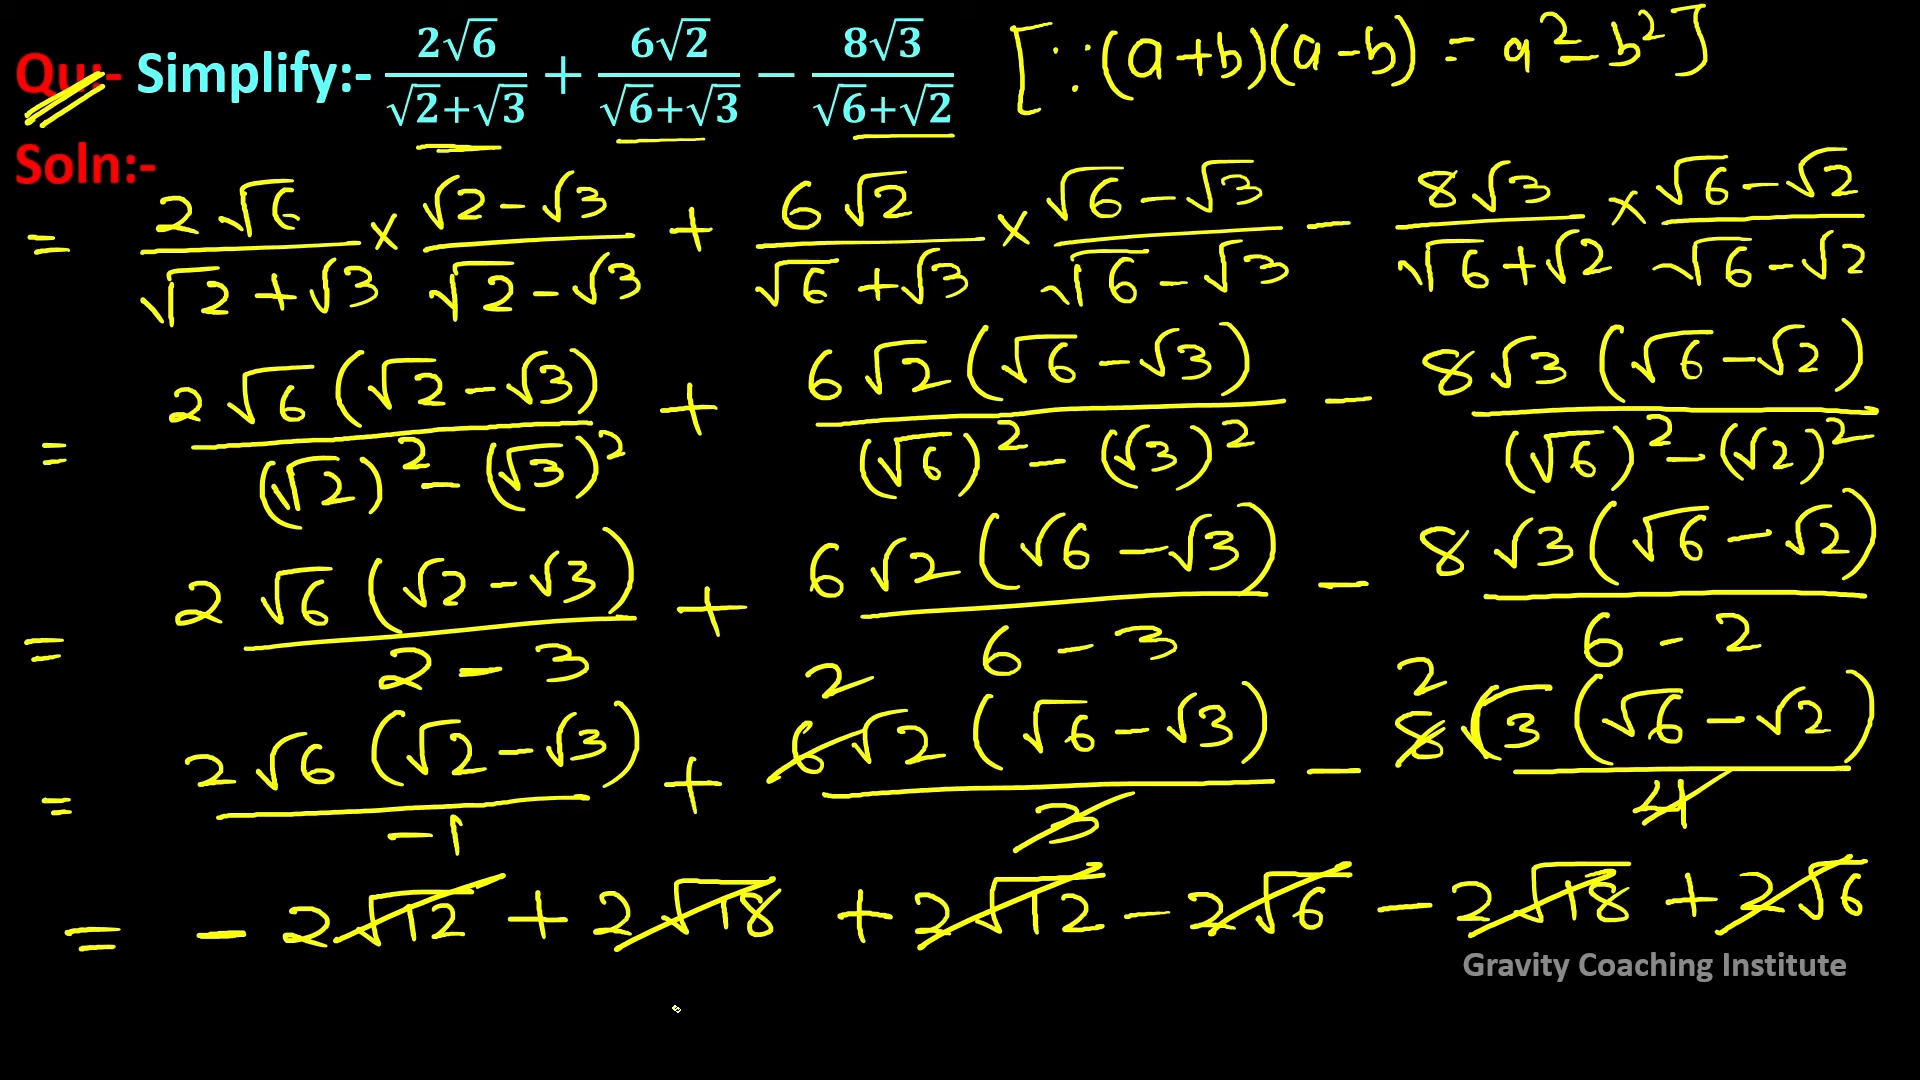 Qu:- Simplify:- 2√6/(√2+√3) + 6√2/(√6+√3) − 8√3/(√6+√2) [∵(a+b)(a-b) = a²-b²]
Soln:-
= 2√6/(√2+√3) × (√2-√3)/(√2-√3) + 6√2/(√6+√3) × (√6-√3)/(√6-√3) - 8√3/(√6+√2) × (√6-√2)/(√6-√2)
= 2√6(√2-√3)/((√2)²-(√3)²) + 6√2(√6-√3)/((√6)²-(√3)²) - 8√3(√6-√2)/((√6)²-(√2)²)
= 2√6(√2-√3)/(2-3) + 6√2(√6-√3)/(6-3) - 8√3(√6-√2)/(6-2)
2 2
= 2√6(√2-√3)/-1 + 6√2(√6-√3)/3 - 8√3(√6-√2)/4
= -2√12 + 2√18 + 2√12 - 2√6 - 2√18 + 2√6
Gravity Coaching Institute